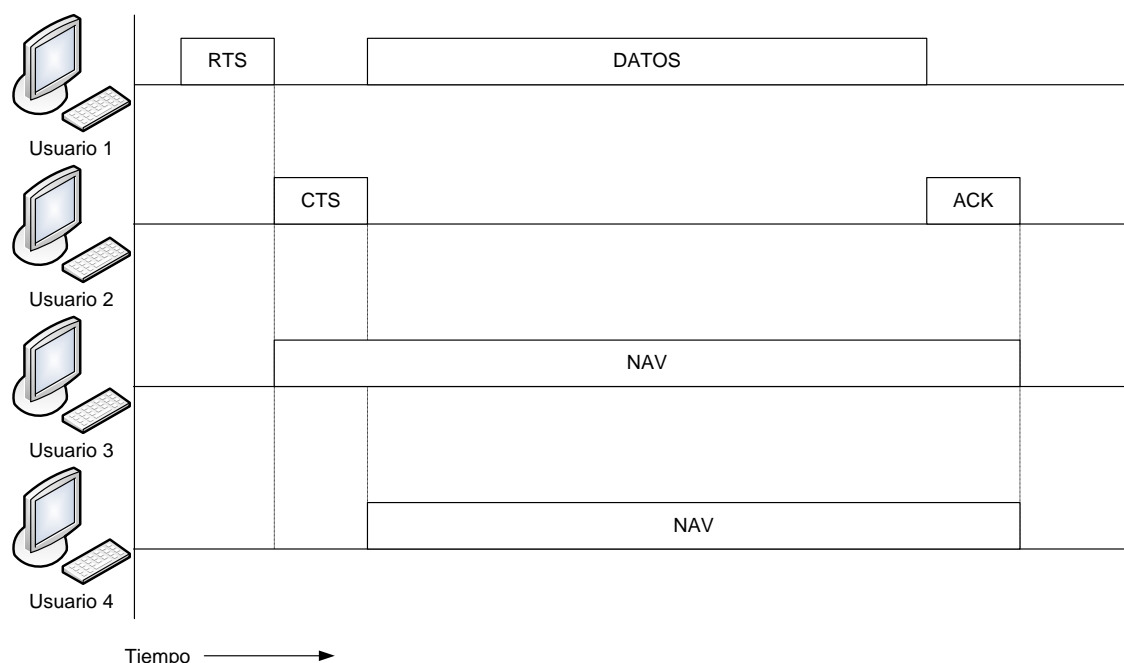 RTS
DATOS
Usuario 1
CTS
ACK
Usuario 2
NAV
Usuario 3
NAV
Usuario 4
Tiempo